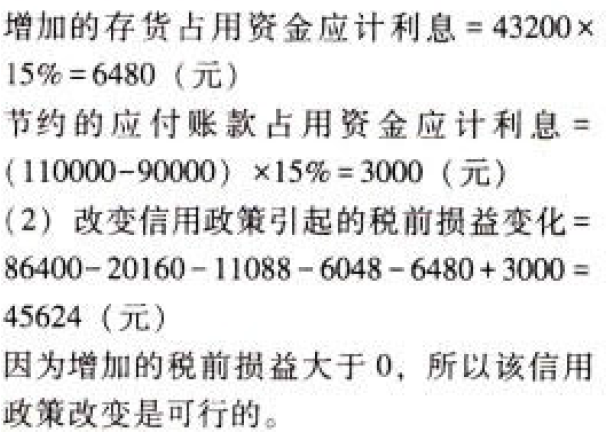 增加的存货占用资金应计利息=43200×
15%=6480（元）
节约的应付账款占用资金应计利息=
（110000-90000）×15%=3000（元）
（2）改变信用政策引起的税前损益变化=
86400-20160-11088-6048-6480+3000=
45624（元）
因为增加的税前损益大于0，所以该信用
政策改变是可行的。